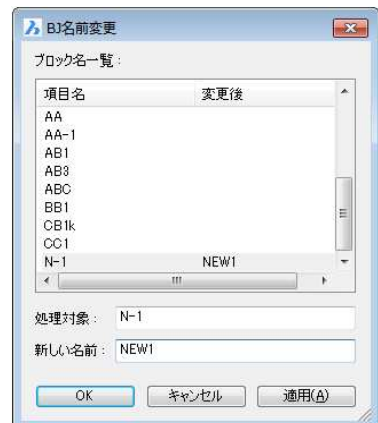 BJ名前変更
ブロック名一覧：
項目名 変更後
AA
AA-1
AB1
AB3
ABC
BB1
CB1k
CC1
N-1 NEW1
処理対象： N-1
新しい名前： NEW1
OK キャンセル 適用(A)